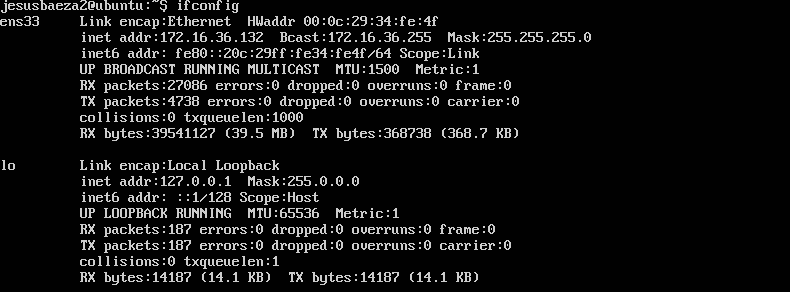 jesusbaeza2@ubuntu:~$ ifconfig
ens33     Link encap:Ethernet  HWaddr 00:0c:29:34:fe:4f
          inet addr:172.16.36.132  Bcast:172.16.36.255  Mask:255.255.255.0
          inet6 addr: fe80::20c:29ff:fe34:fe4f/64 Scope:Link
          UP BROADCAST RUNNING MULTICAST  MTU:1500  Metric:1
          RX packets:27086 errors:0 dropped:0 overruns:0 frame:0
          TX packets:4738 errors:0 dropped:0 overruns:0 carrier:0
          collisions:0 txqueuelen:1000
          RX bytes:39541127 (39.5 MB)  TX bytes:368738 (368.7 KB)

lo        Link encap:Local Loopback
          inet addr:127.0.0.1  Mask:255.0.0.0
          inet6 addr: ::1/128 Scope:Host
          UP LOOPBACK RUNNING  MTU:65536  Metric:1
          RX packets:187 errors:0 dropped:0 overruns:0 frame:0
          TX packets:187 errors:0 dropped:0 overruns:0 carrier:0
          collisions:0 txqueuelen:1
          RX bytes:14187 (14.1 KB)  TX bytes:14187 (14.1 KB)